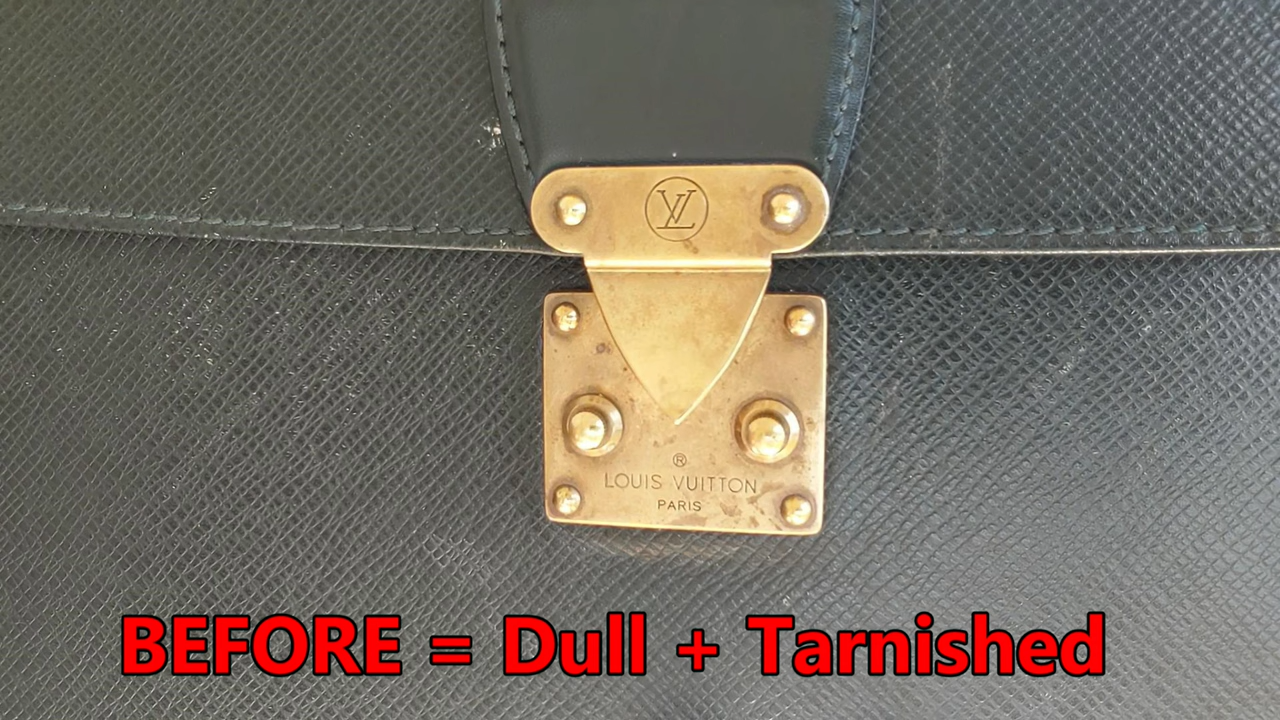 LV
®
LOUIS VUITTON
PARIS
BEFORE = Dull + Tarnished